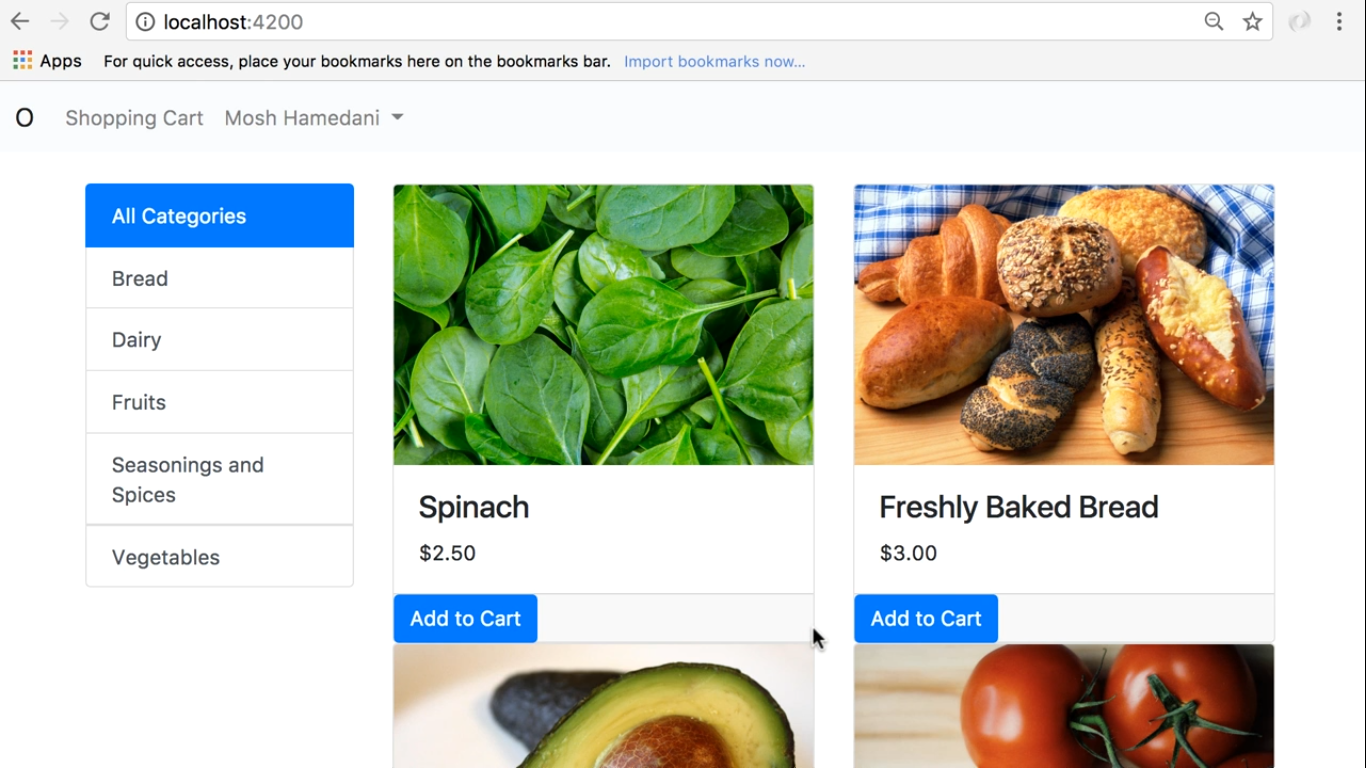 localhost:4200
Apps For quick access, place your bookmarks here on the bookmarks bar. Import bookmarks now...
O Shopping Cart Mosh Hamedani
All Categories
Bread
Dairy
Fruits
Seasonings and
Spices
Vegetables
Spinach
$2.50
Add to Cart
Freshly Baked Bread
$3.00
Add to Cart